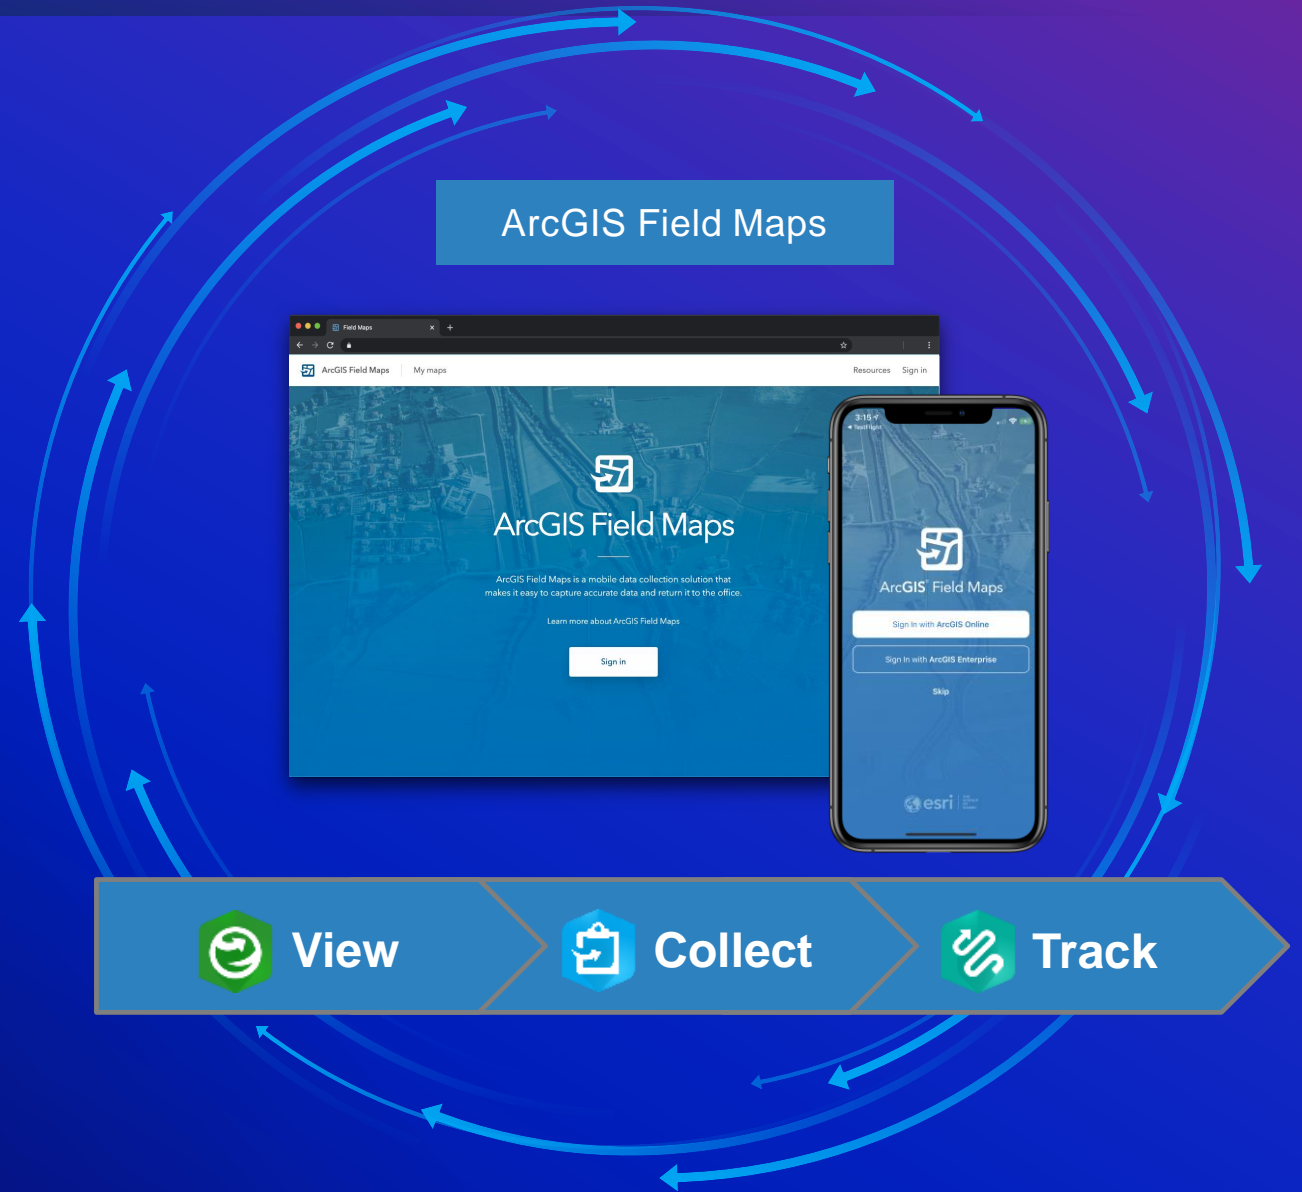 ArcGIS Field Maps
Field Maps
ArcGIS Field Maps
My maps
Resources
Sign in
ArcGIS Field Maps
ArcGIS Field Maps is a mobile data collection solution that
makes it easy to capture accurate data and return it to the office.
Learn more about ArcGIS Field Maps
Sign in
3:15
TestFlight
ArcGIS Field Maps
Sign In with ArcGIS Online
Sign In with ArcGIS Enterprise
Skip
esri
View
Collect
Track